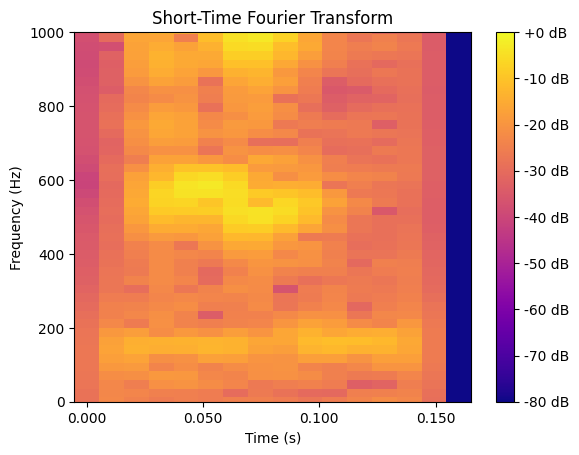 Short-Time Fourier Transform
Frequency (Hz)
1000
800
600
400
200
0
0.000
0.050
0.100
0.150
Time (s)
+0 dB
-10 dB
-20 dB
-30 dB
-40 dB
-50 dB
-60 dB
-70 dB
-80 dB